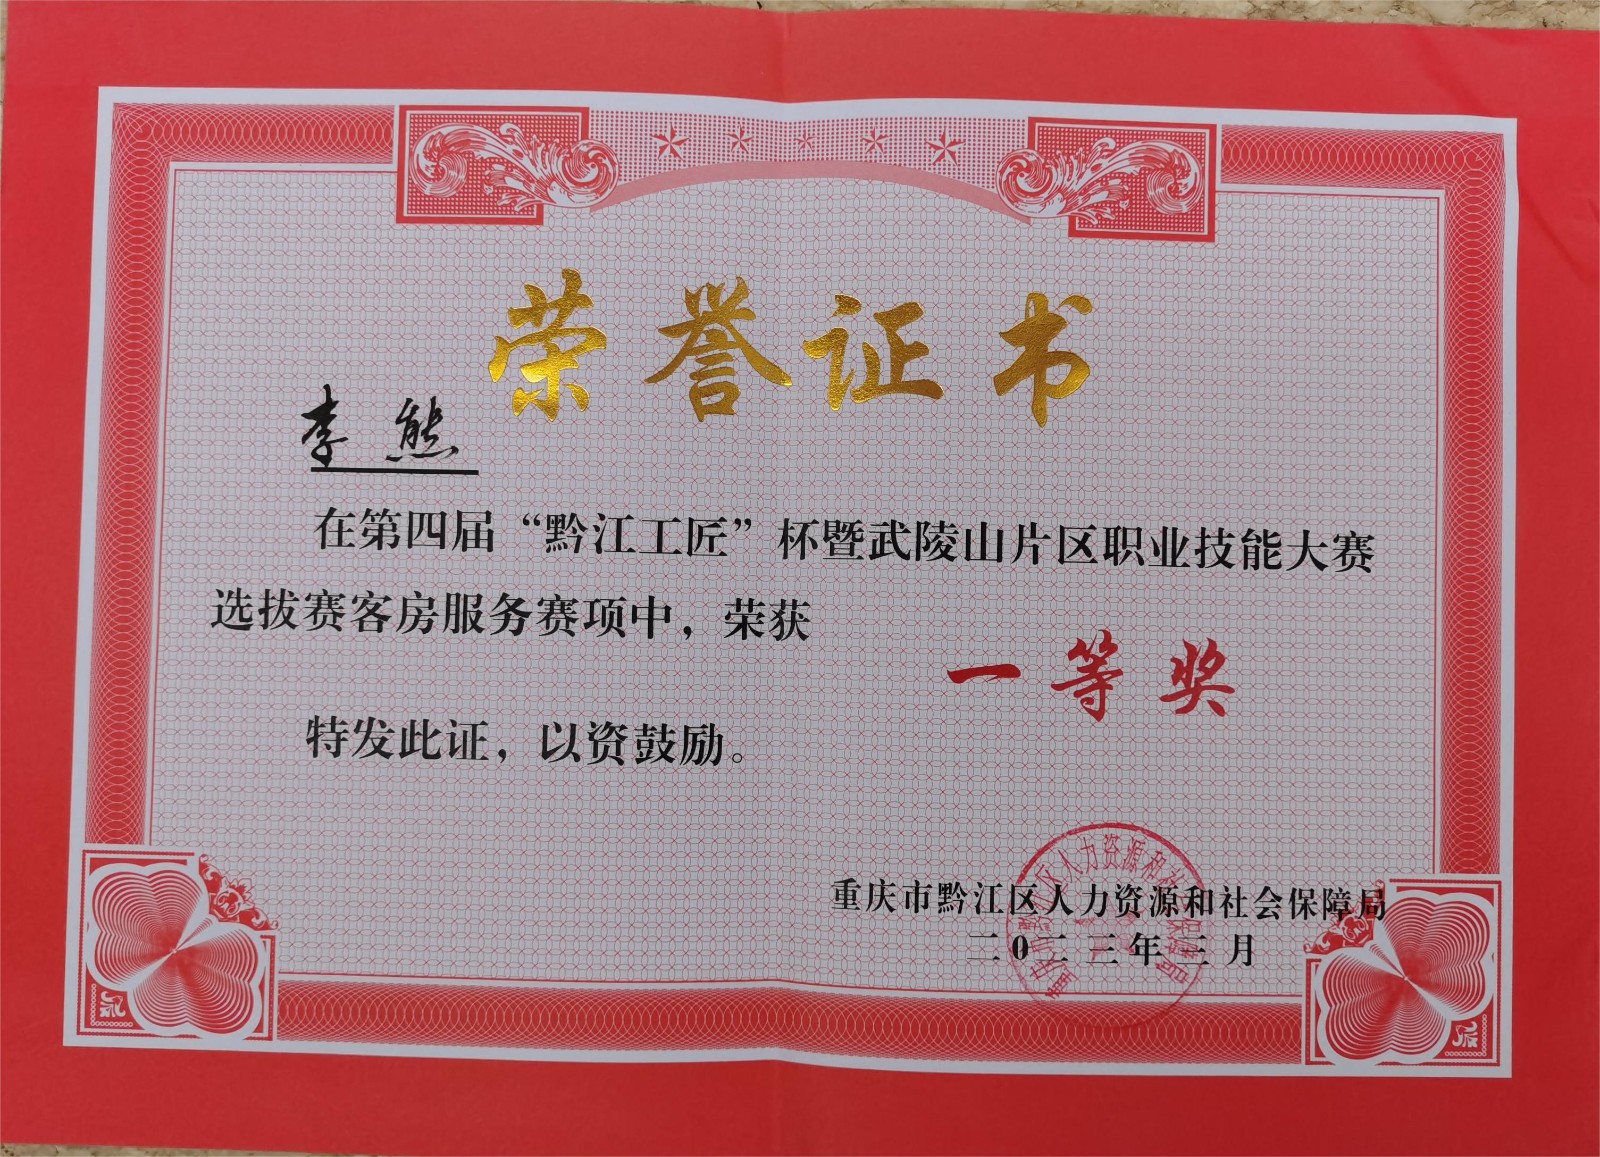 荣誉证书
李熊
在第四届“黔江工匠”杯暨武陵山片区职业技能大赛
选拔赛客房服务赛项中，荣获
一等奖
特发此证，以资鼓励。
重庆市黔江区人力资源和社会保障局
二0二三年三月